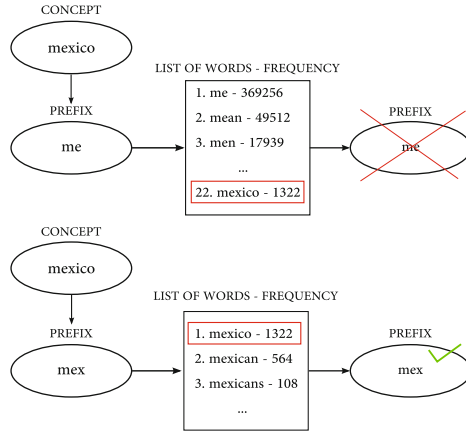 CONCEPT
mexico
PREFIX
me
LIST OF WORDS - FREQUENCY
1. me - 369256
2. mean - 49512
3. men - 17939
...
22. mexico - 1322
PREFIX
me
CONCEPT
mexico
PREFIX
mex
LIST OF WORDS - FREQUENCY
1. mexico - 1322
2. mexican - 564
3. mexicans - 108
...
PREFIX
mex